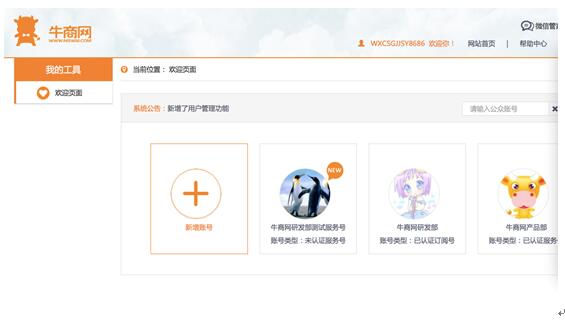 牛商网
WWW.NSW88.COM
微信管
WXCSGJJSY8686 欢迎你！ 网站首页 | 帮助中心
我的工具
当前位置： 欢迎页面
欢迎页面
系统公告：新增了用户管理功能
请输入公众账号
NEW
新增账号
牛商网研发部测试服务号
账号类型：未认证服务号
牛商网研发部
账号类型：已认证订阅号
牛商网产品部
账号类型：已认证服务